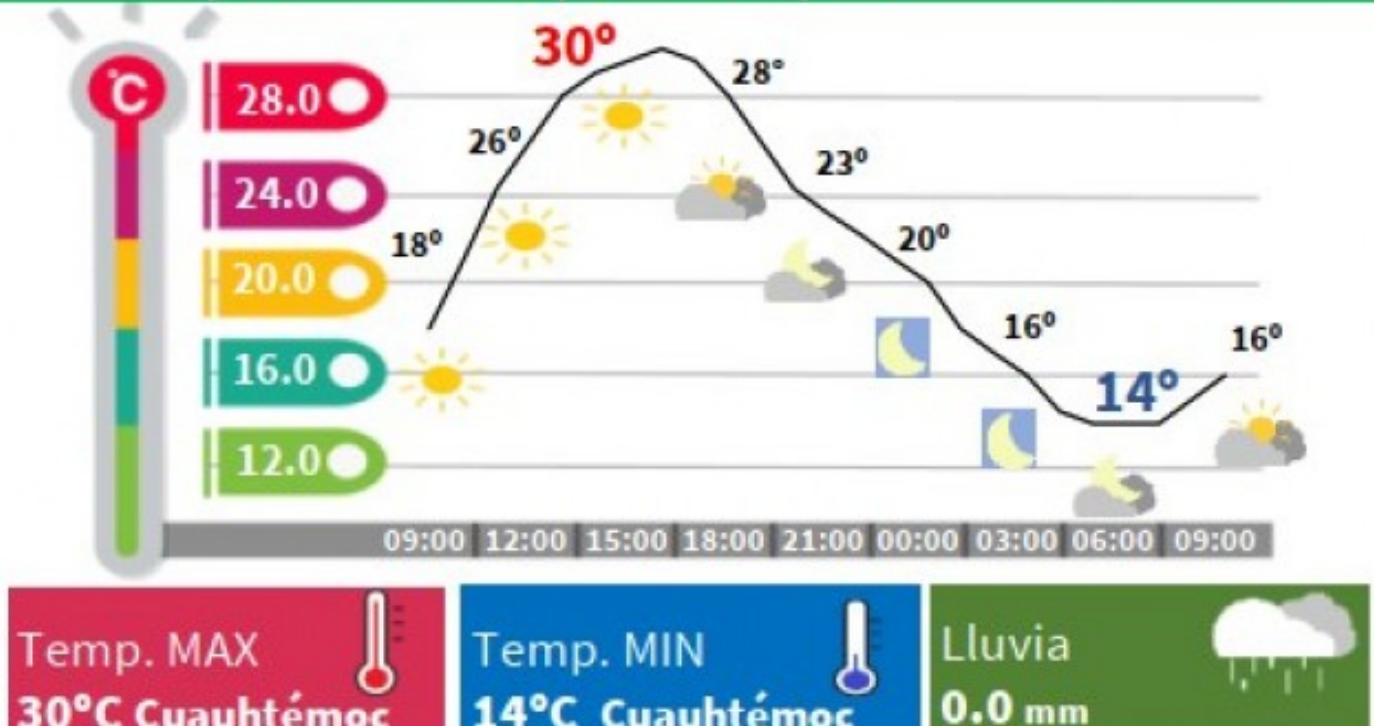 °C
30°
28°
28.0
26°
24.0
23°
18°
20°
20.0
16°
16°
16.0
14°
12.0
09:00 12:00 15:00 18:00 21:00 00:00 03:00 06:00 09:00
Temp. MAX
30°C Cuauhtémoc
Temp. MIN
14°C Cuauhtémoc
Lluvia
0.0 mm